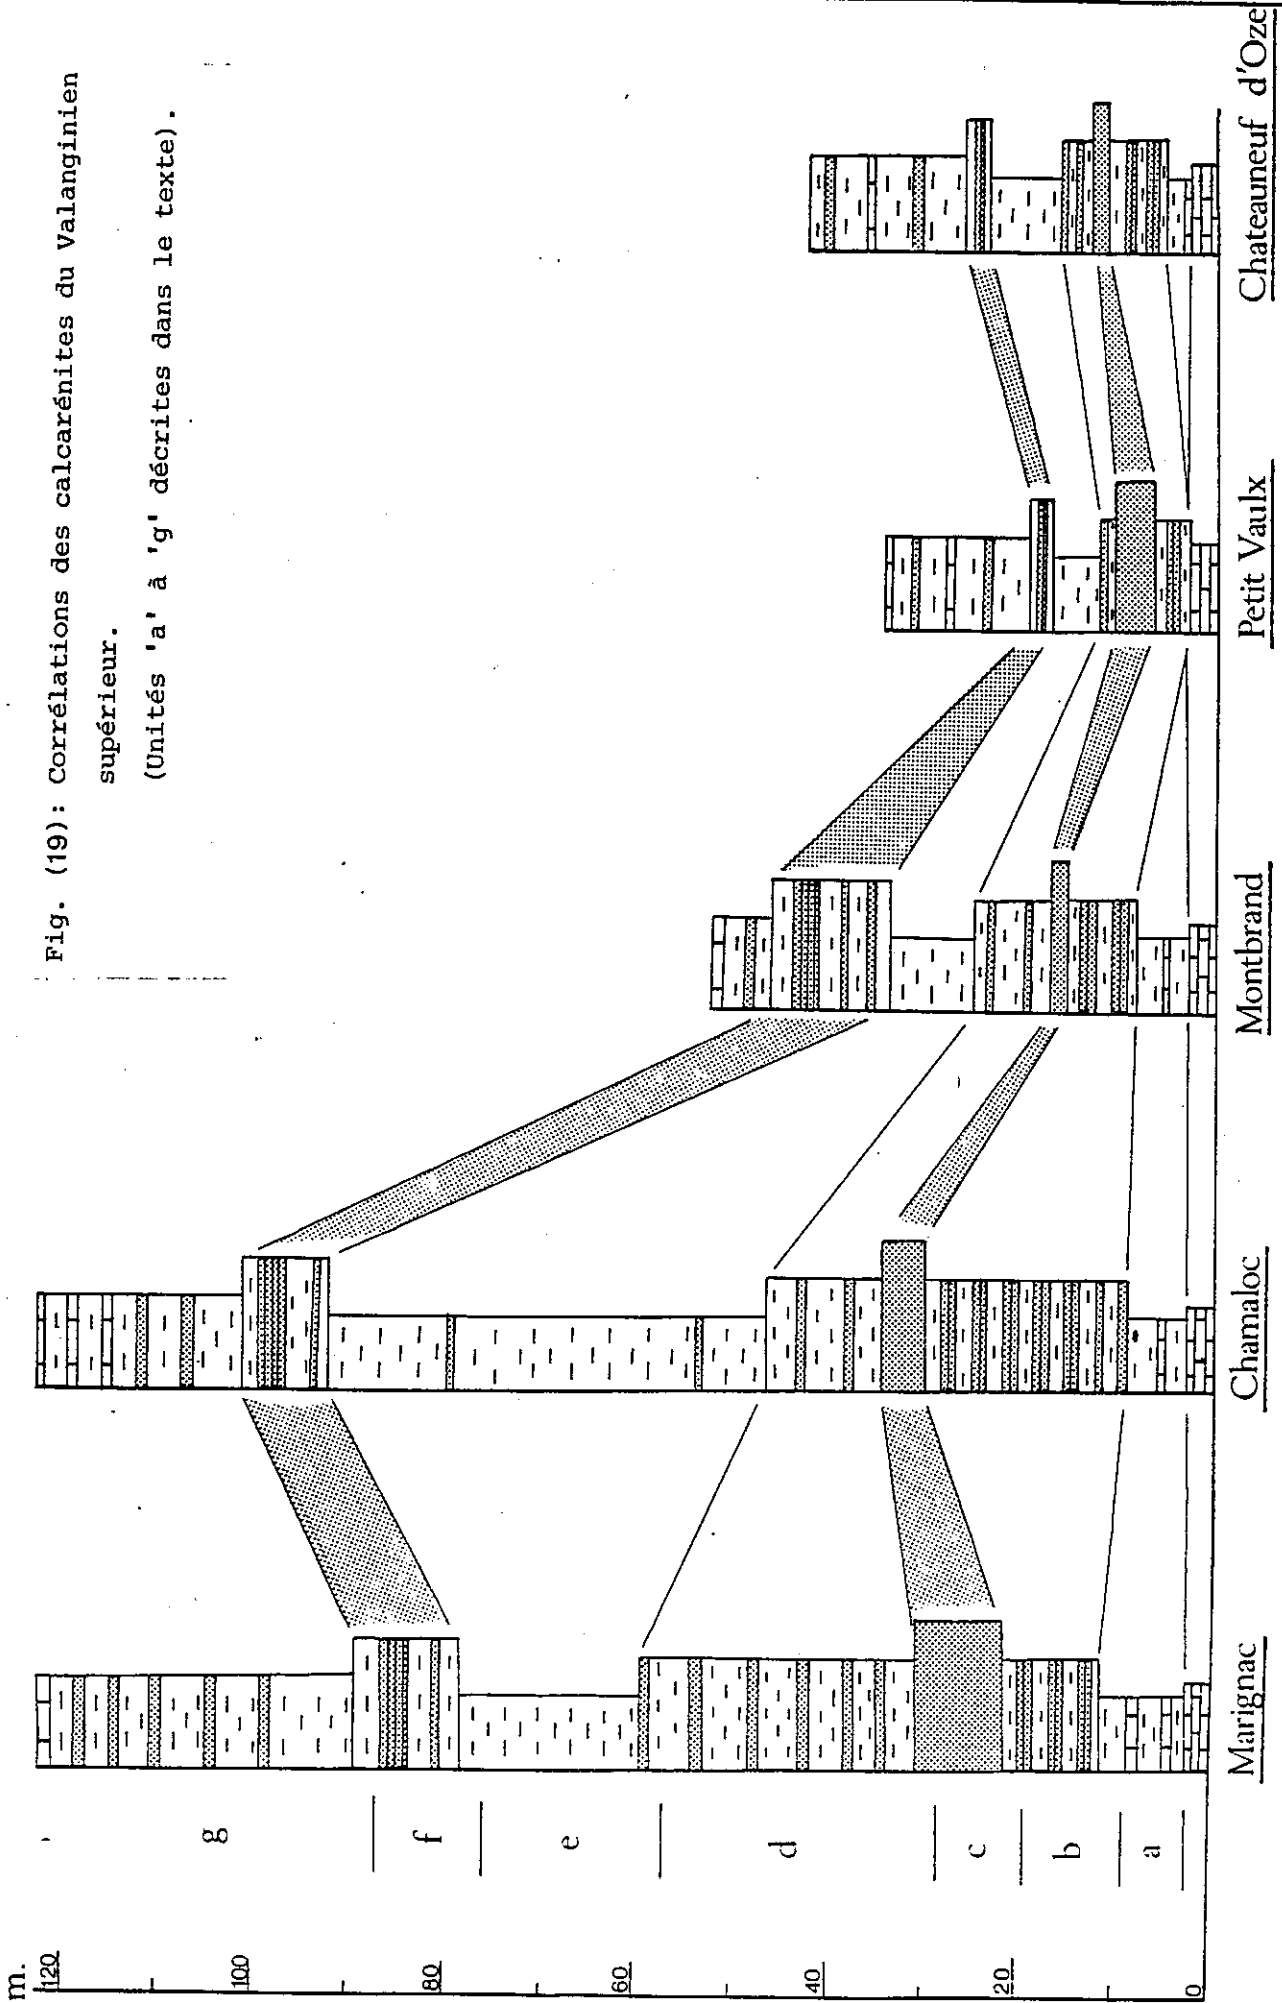 Fig. (19): Corrélations des calcarénites du Valanginien
supérieur.
(Unités 'a' à 'g' décrites dans le texte).
m.
120
100
80
60
40
20
0
g
f
e
d
c
b
a
Marignac
Chamaloc
Montbrand
Petit Vaulx
Chateauneuf d'Oze